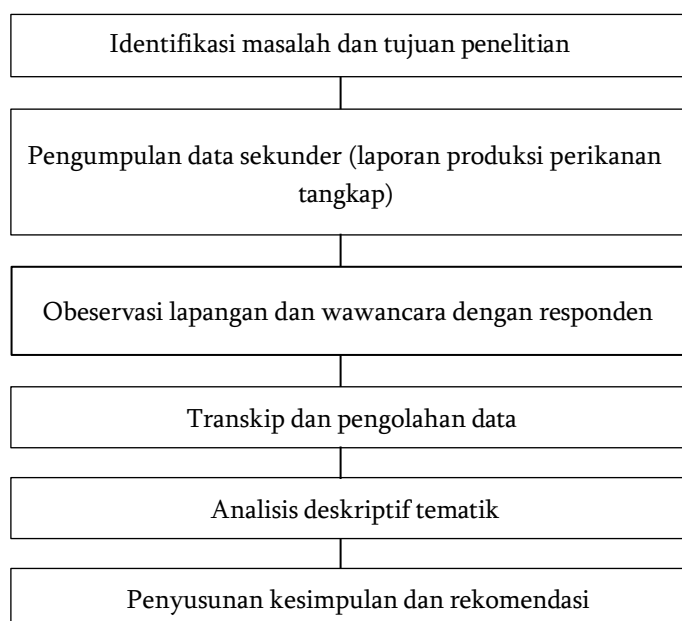 Identifikasi masalah dan tujuan penelitian
Pengumpulan data sekunder (laporan produksi perikanan
tangkap)
Obeservasi lapangan dan wawancara dengan responden
Transkip dan pengolahan data
Analisis deskriptif tematik
Penyusunan kesimpulan dan rekomendasi